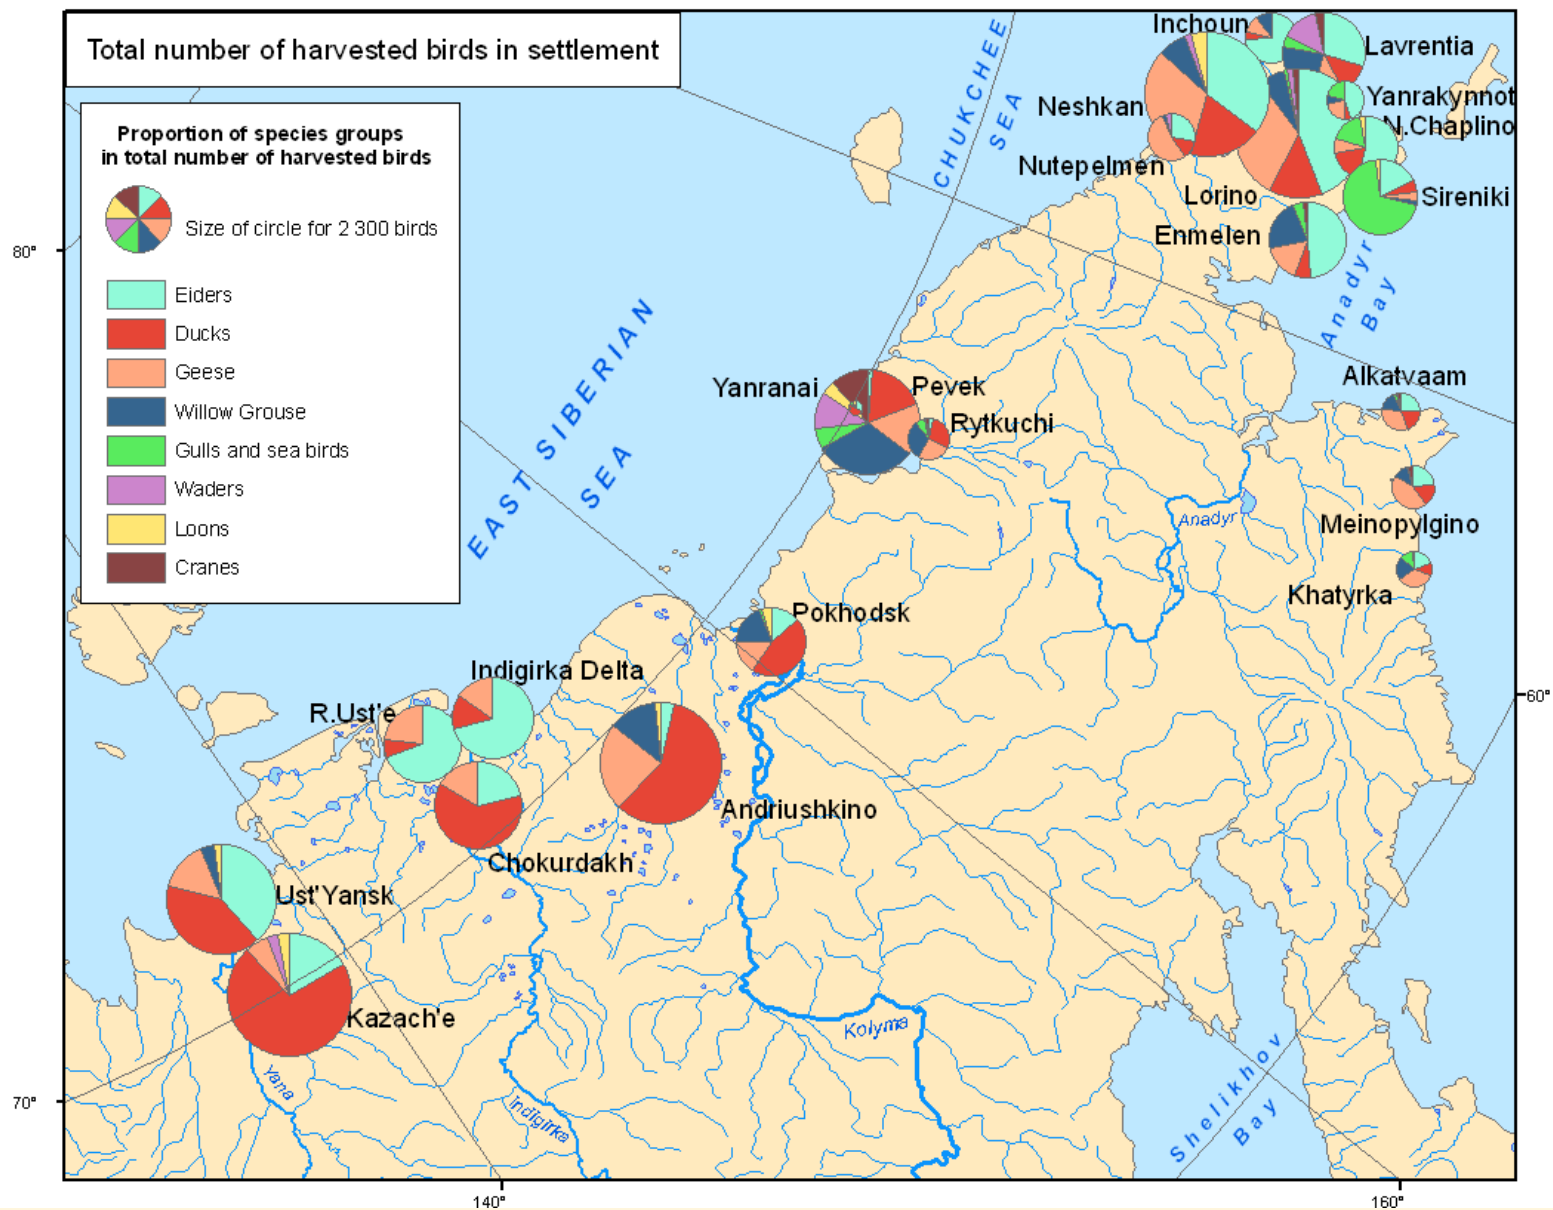 Total number of harvested birds in settlement
Proportion of species groups
in total number of harvested birds
Size of circle for 2 300 birds
Eiders
Ducks
Geese
Willow Grouse
Gulls and sea birds
Waders
Loons
Cranes
CHUKCHEE
SEA
EAST SIBERIAN
SEA
Anadyr
Bay
Shelikhov
Bay
Inchoun
Lavrentia
Neshkan
Yanrakynnot
N.Chaplino
Nutepelmen
Lorino
Sireniki
Enmelen
Alkatvaam
Yanranai
Pevek
Rytkuchi
Meinopylgino
Anadyr
Khatyrka
Pokhodsk
Indigirka Delta
R.Ust'e
Andriushkino
Chokurdakh
Ust'Yansk
Kazach'e
Kolyma
Yana
Indigirka
80°
70°
60°
140°
160°